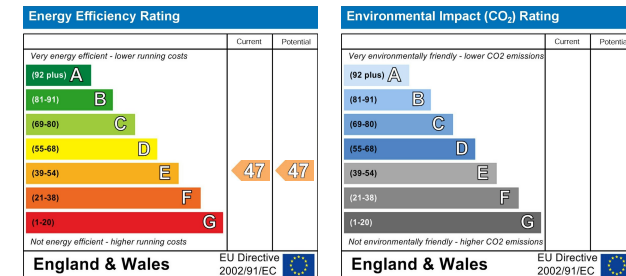 Energy Efficiency Rating
Current Potential
Very energy efficient - lower running costs
(92 plus) A
(81-91) B
(69-80) C
(55-68) D
(39-54) E 47 47
(21-38) F
(1-20) G
Not energy efficient - higher running costs
England & Wales
EU Directive
2002/91/EC
Environmental Impact (CO2) Rating
Current Potential
Very environmentally friendly - lower CO2 emissions
(92 plus) A
(81-91) B
(69-80) C
(55-68) D
(39-54) E
(21-38) F
(1-20) G
Not environmentally friendly - higher CO2 emissions
England & Wales
EU Directive
2002/91/EC